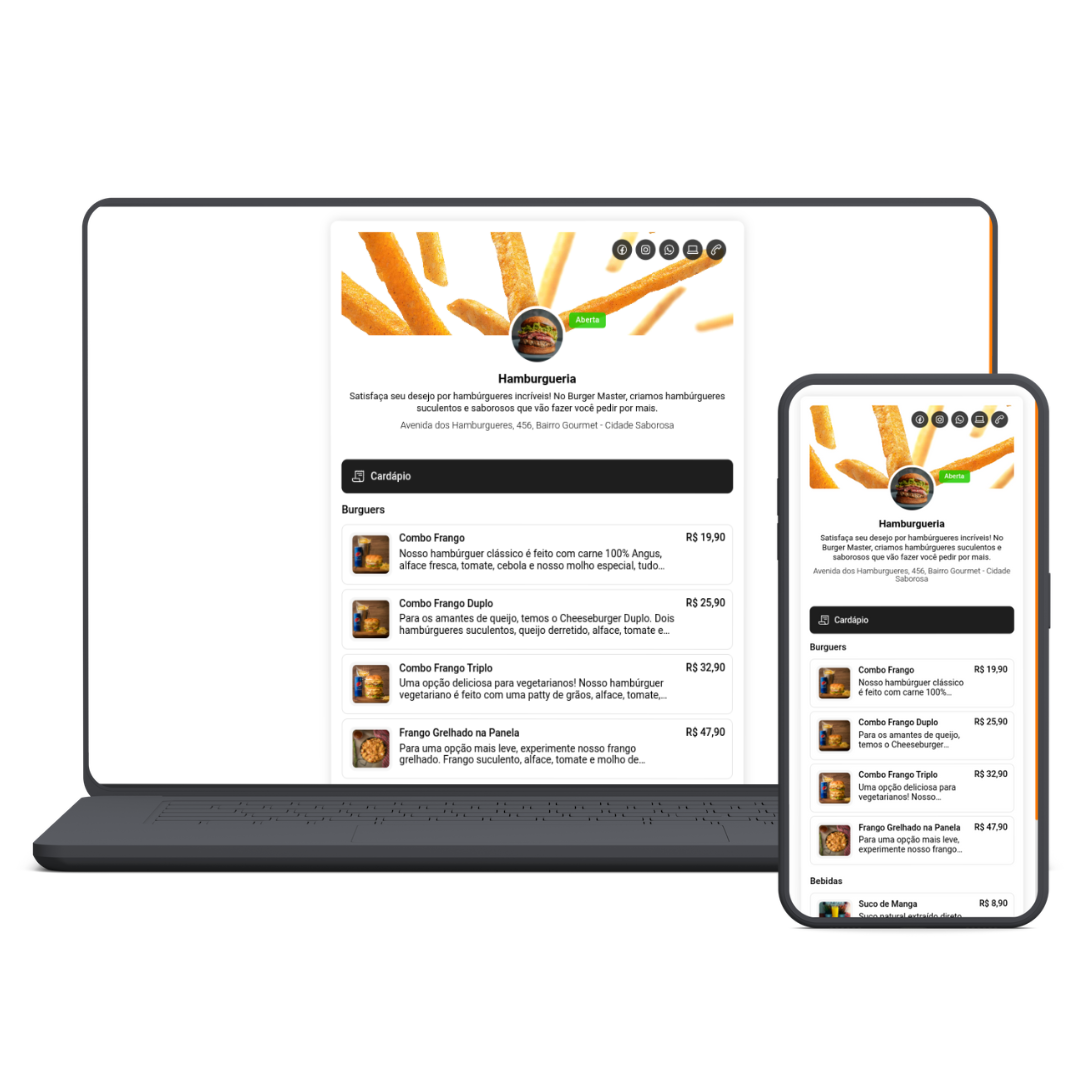 Aberta
Hamburgueria
Satisfaça seu desejo por hambúrgueres incríveis! No Burger Master, criamos hambúrgueres
suculentos e saborosos que vão fazer você pedir por mais.
Avenida dos Hamburgueres, 456, Bairro Gourmet - Cidade Saborosa
Cardápio
Burguers
Combo Frango R$ 19,90
Nosso hambúrguer clássico é feito com carne 100% Angus,
alface fresca, tomate, cebola e nosso molho especial, tudo...
Combo Frango Duplo R$ 25,90
Para os amantes de queijo, temos o Cheeseburger Duplo. Dois
hambúrgueres suculentos, queijo derretido, alface, tomate e...
Combo Frango Triplo R$ 32,90
Uma opção deliciosa para vegetarianos! Nosso hambúrguer
vegetariano é feito com uma patty de grãos, alface, tomate,...
Frango Grelhado na Panela R$ 47,90
Para uma opção mais leve, experimente nosso frango
grelhado. Frango suculento, alface, tomate e molho de...
Aberta
Hamburgueria
Satisfaça seu desejo por hambúrgueres incríveis! No
Burger Master, criamos hambúrgueres suculentos e
saborosos que vão fazer você pedir por mais.
Avenida dos Hamburgueres, 456, Bairro Gourmet - Cidade
Saborosa
Cardápio
Burguers
Combo Frango R$ 19,90
Nosso hambúrguer clássico
é feito com carne 100%...
Combo Frango Duplo R$ 25,90
Para os amantes de queijo,
temos o Cheeseburger...
Combo Frango Triplo R$ 32,90
Uma opção deliciosa para
vegetarianos! Nosso...
Frango Grelhado na Panela R$ 47,90
Para uma opção mais leve,
experimente nosso frango...
Bebidas
Suco de Manga R$ 8,90
Suco natural extraído direto